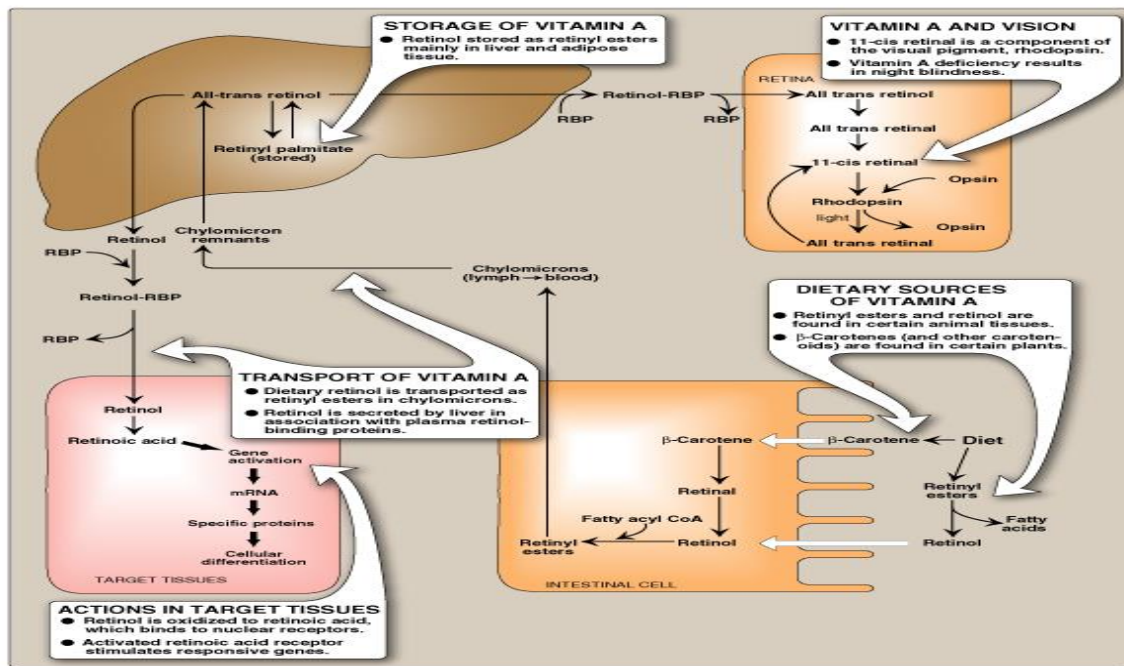 STORAGE OF VITAMIN A
● Retinol stored as retinyl esters
mainly in liver and adipose
tissue.
VITAMIN A AND VISION
● 11-cis retinal is a component of
the visual pigment, rhodopsin.
● Vitamin A deficiency results
in night blindness.
All-trans retinol
Retinyl palmitate
(stored)
RBP
Retinol-RBP
RBP
RETINA
All trans retinol
All trans retinal
11-cis retinal
Opsin
Rhodopsin
light
Opsin
All trans retinal
Retinol
RBP
Retinol-RBP
RBP
Chylomicron
remnants
Chylomicrons
(lymph→blood)
DIETARY SOURCES
OF VITAMIN A
● Retinyl esters and retinol are
found in certain animal tissues.
● β-Carotenes (and other caroten-
oids) are found in certain plants.
TRANSPORT OF VITAMIN A
● Dietary retinol is transported as
retinyl esters in chylomicrons.
● Retinol is secreted by liver in
association with plasma retinol-
binding proteins.
Retinol
Retinoic acid
Gene
activation
mRNA
Specific proteins
Cellular
differentiation
TARGET TISSUES
β-Carotene
Retinal
Fatty acyl CoA
Retinyl
esters
Retinol
INTESTINAL CELL
β-Carotene
Diet
Retinyl
esters
Fatty
acids
Retinol
ACTIONS IN TARGET TISSUES
● Retinol is oxidized to retinoic acid,
which binds to nuclear receptors.
● Activated retinoic acid receptor
stimulates responsive genes.